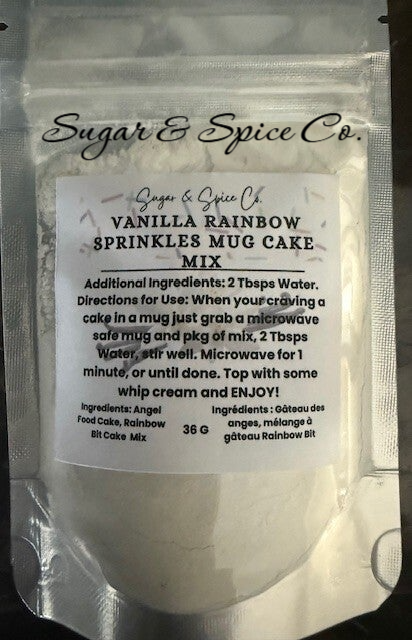 Sugar & Spice Co.
Sugar & Spice Co.
VANILLA RAINBOW
SPRINKLES MUG CAKE
MIX
Additional Ingredients: 2 Tbsps Water.
Directions for Use: When your craving a
cake in a mug just grab a microwave
safe mug and pkg of mix, 2 Tbsps
Water, stir well. Microwave for 1
minute, or until done. Top with some
whip cream and ENJOY!
Ingredients: Angel
Food Cake, Rainbow
Bit Cake Mix
36 G
Ingrédients : Gâteau des
anges, mélange à
gâteau Rainbow Bit